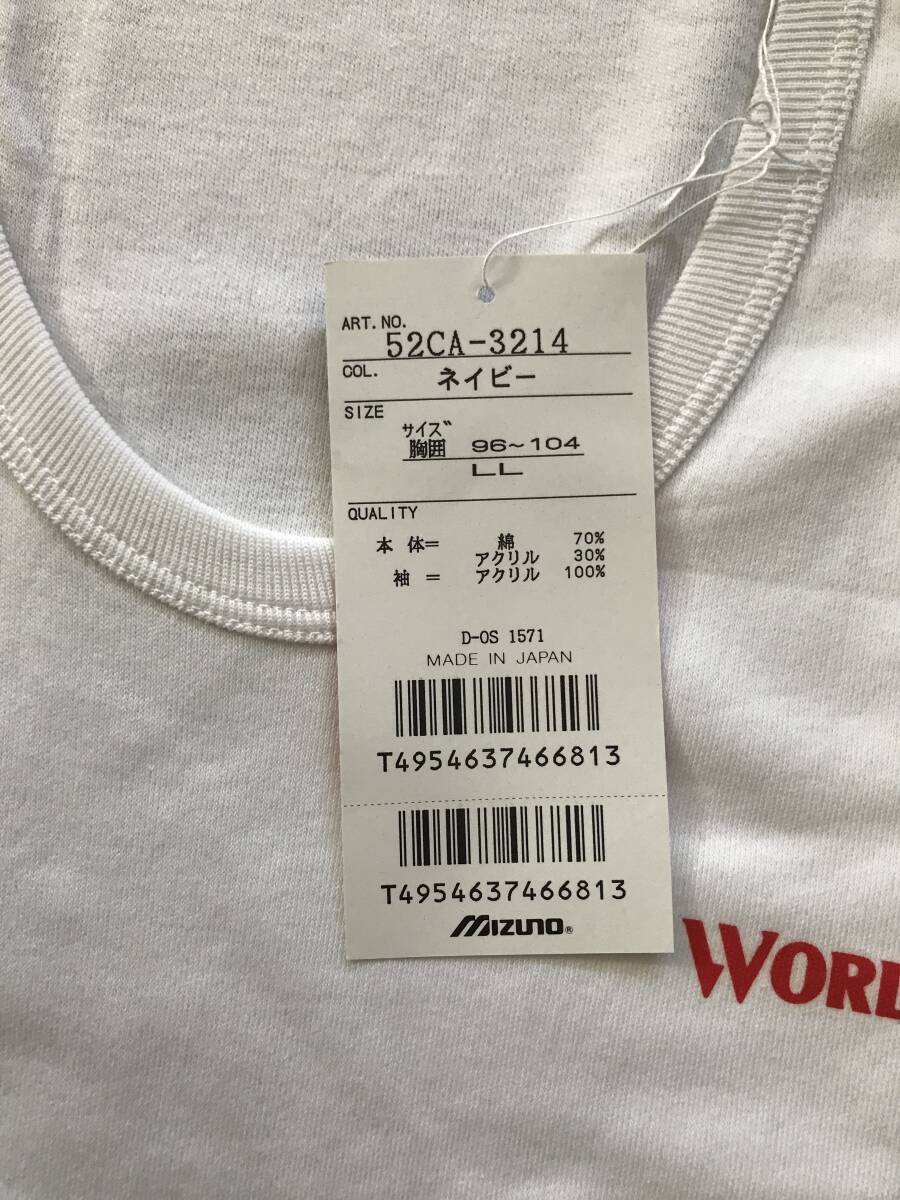 ART. NO.
52CA-3214
COL.
ネイビー
SIZE
サイズ
胸囲 96~104
LL
QUALITY
本 体= 綿 70%
アクリル 30%
袖 = アクリル 100%
D-OS 1571
MADE IN JAPAN
T4954637466813
T4954637466813
MIZUNO®
WORL